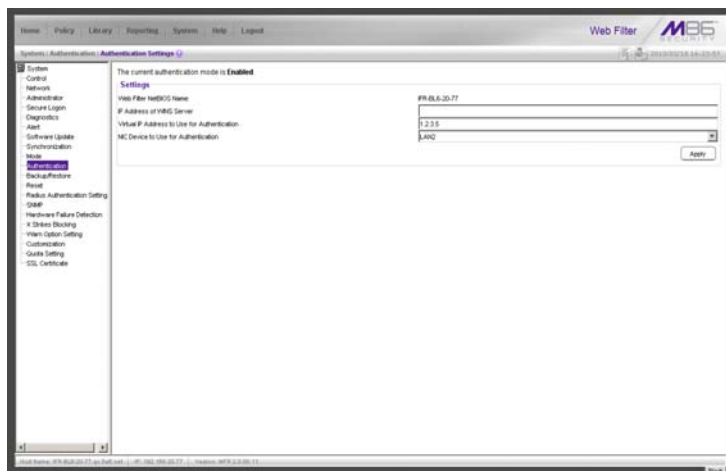 Home Policy Library Reporting System Help Logout
Web Filter
M86 SECURITY
System : Authentication : Authentication Settings
System
Control
Network
Administrator
Secure Logon
Diagnostics
Alert
Software Update
Synchronization
Mode
Authentication
Backup/Restore
Reset
Radius Authentication Setting
SNMP
Hardware Failure Detection
X Strikes Blocking
Warn Option Setting
Customization
Quota Setting
SSL Certificate
The current authentication mode is Enabled
Settings
Web Filter NetBIOS Name
IFR-BL6-20-77
IP Address of WINS Server
Virtual IP Address to Use for Authentication
1.2.3.5
NIC Device to Use for Authentication
LAN2
Apply